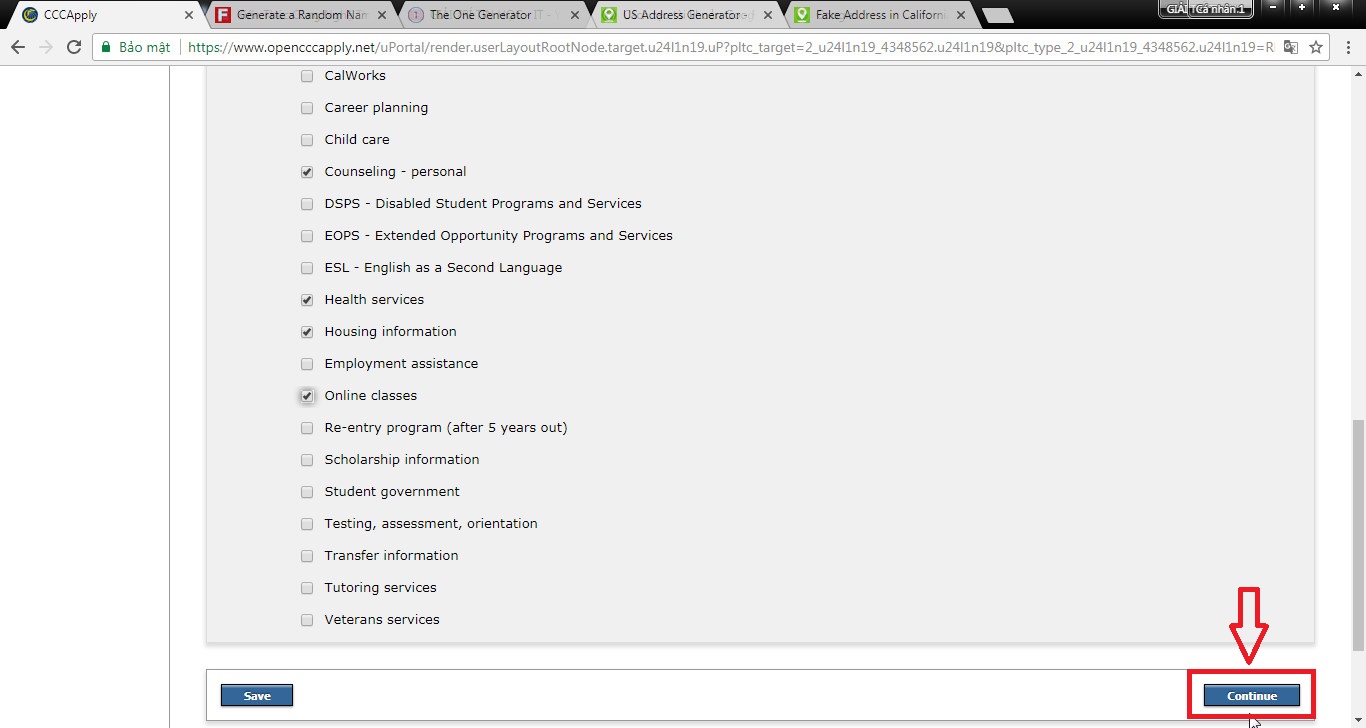 CCCApply
Generate a Random Nam
The One Generator
US Address Generator -
Fake Address in Californi
Cá nhân 1
Bảo mật
https://www.opencccapply.net/uPortal/render.userLayoutRootNode.target.u24l1n19.uP?pltc_target=2_u24l1n19_4348562.u24l1n19&pltc_type_2_u24l1n19_4348562.u24l1n19=R
CalWorks
Career planning
Child care
Counseling - personal
DSPS - Disabled Student Programs and Services
EOPS - Extended Opportunity Programs and Services
ESL - English as a Second Language
Health services
Housing information
Employment assistance
Online classes
Re-entry program (after 5 years out)
Scholarship information
Student government
Testing, assessment, orientation
Transfer information
Tutoring services
Veterans services
Save
Continue